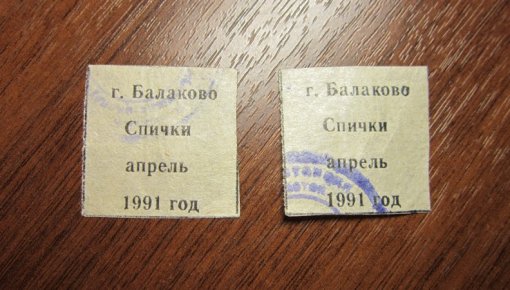 г. Балаково
Спички
апрель
1991 год
г. Балаково
Спички
апрель
1991 год